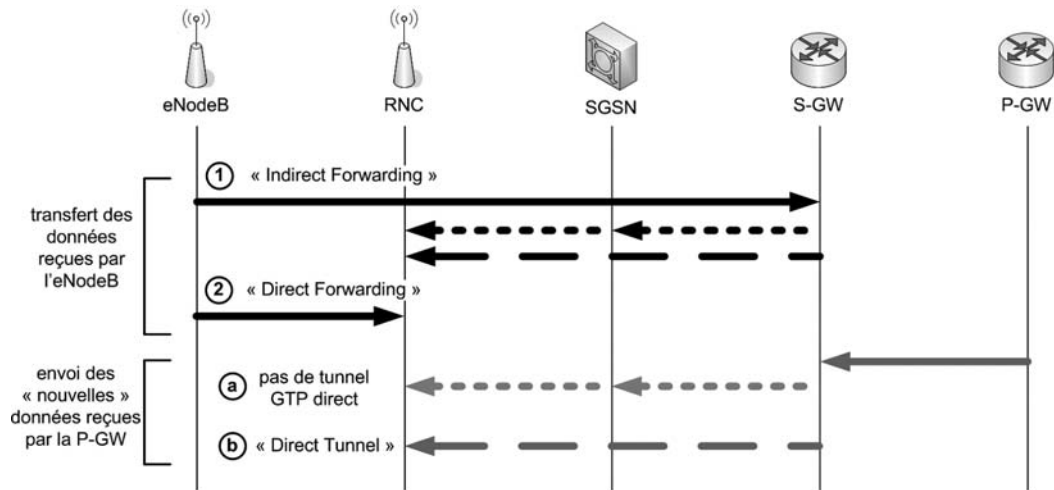 eNodeB
RNC
SGSN
S-GW
P-GW
1 « Indirect Forwarding »
transfert des
données
reçues par
l'eNodeB
2 « Direct Forwarding »
envoi des
« nouvelles »
données reçues
par la P-GW
a pas de tunnel
GTP direct
b « Direct Tunnel »